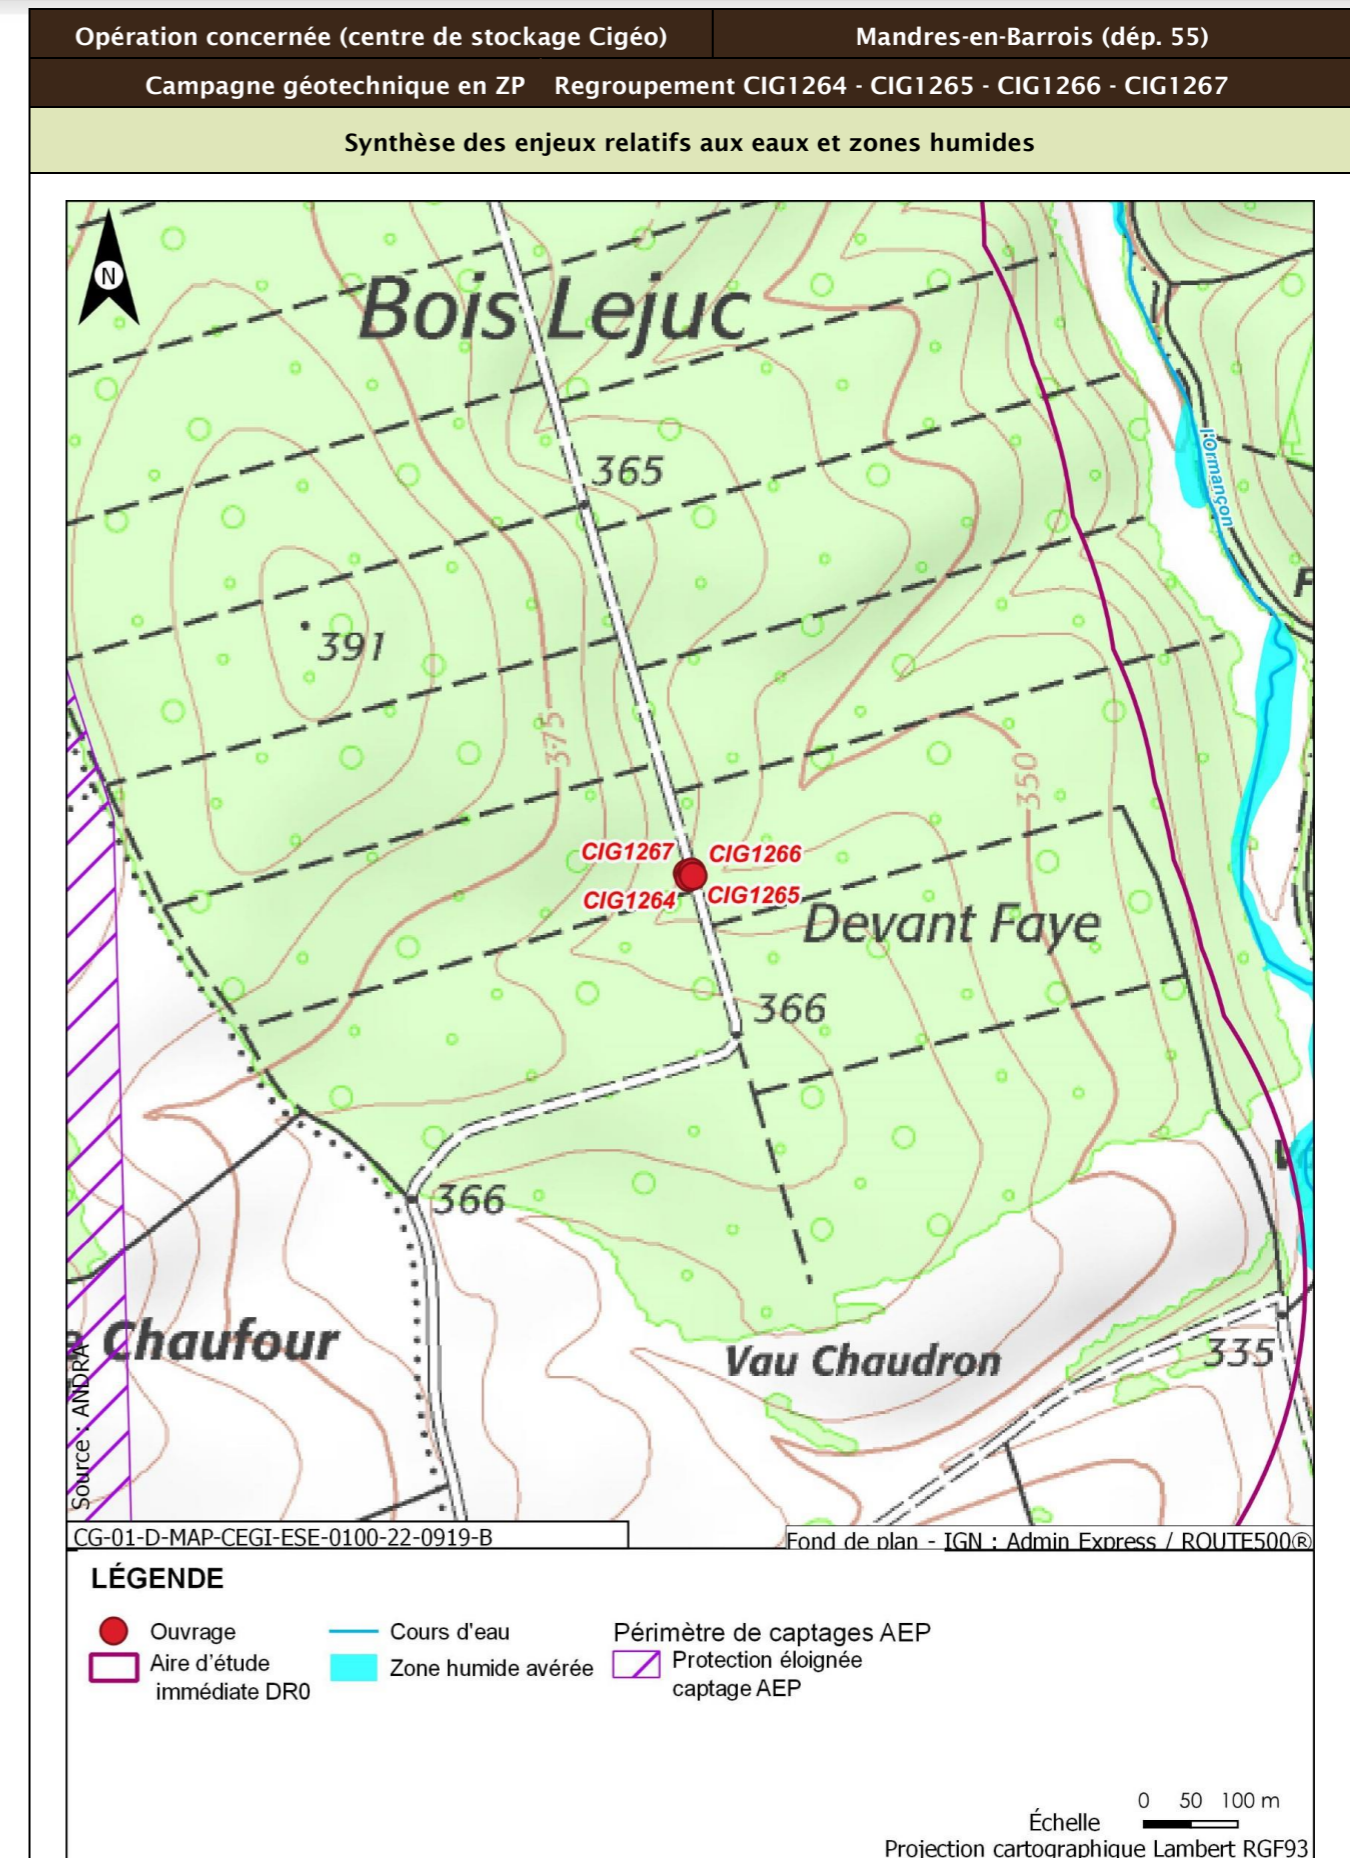 Opération concernée (centre de stockage Cigéo)
Mandres-en-Barrois (dép. 55)
Campagne géotechnique en ZP Regroupement CIG1264 - CIG1265 - CIG1266 - CIG1267
Synthèse des enjeux relatifs aux eaux et zones humides
N
Bois Lejuc
l'Ormançon
365
391
375
350
CIG1267
CIG1266
CIG1264
CIG1265
Devant Faye
366
366
e Chaufour
Vau Chaudron
335
Source : ANDRA
CG-01-D-MAP-CEGI-ESE-0100-22-0919-B
Fond de plan - IGN : Admin Express / ROUTE500®
LÉGENDE
Ouvrage
Aire d'étude
immédiate DR0
Cours d'eau
Zone humide avérée
Périmètre de captages AEP
Protection éloignée
captage AEP
0 50 100 m
Échelle
Projection cartographique Lambert RGF93